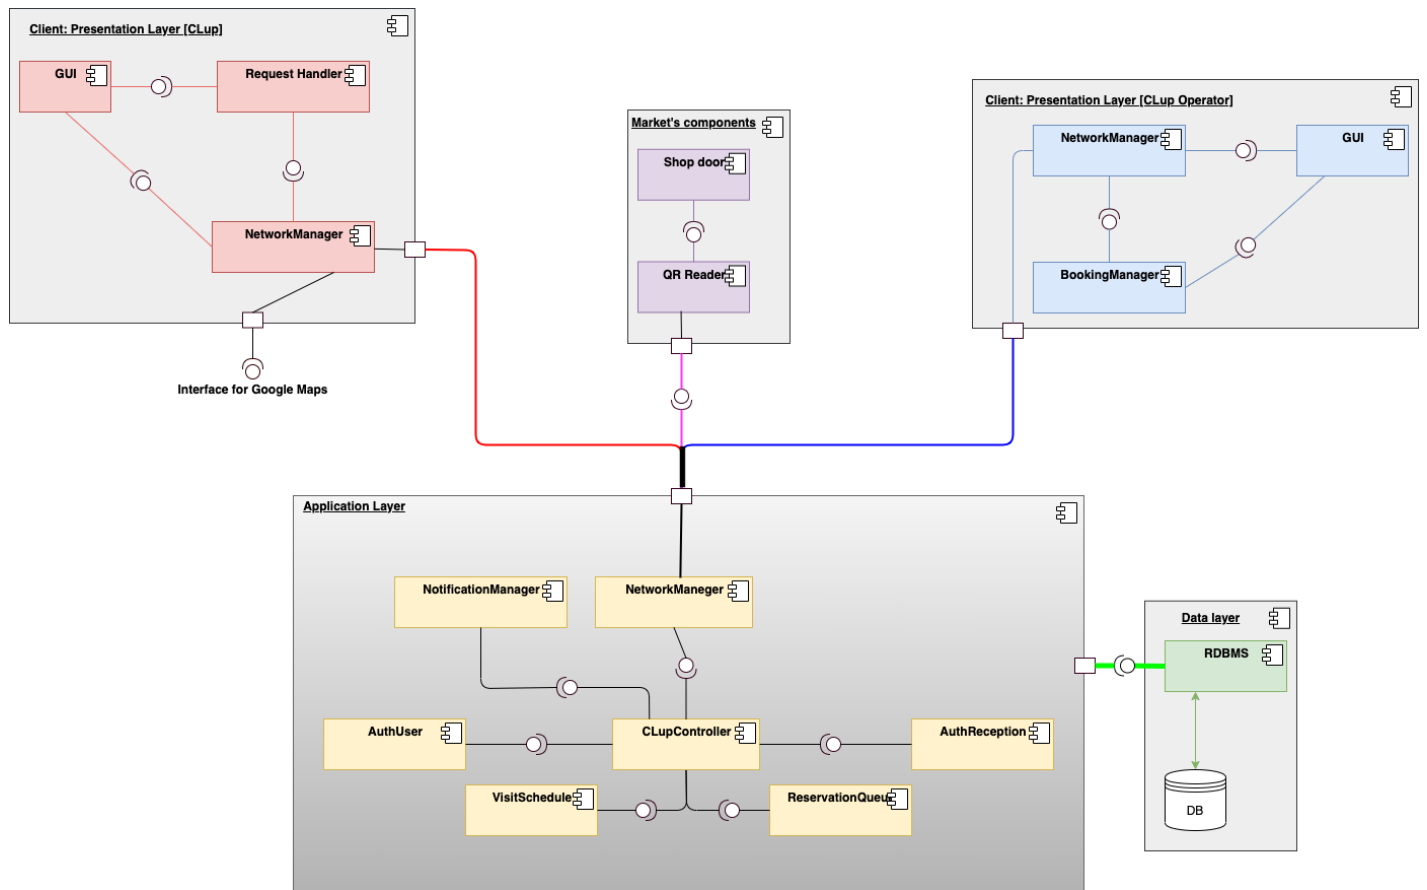 Client: Presentation Layer [CLup]
GUI
Request Handler
NetworkManager
Interface for Google Maps
Market's components
Shop door
QR Reader
Client: Presentation Layer [CLup Operator]
NetworkManager
GUI
BookingManager
Application Layer
NotificationManager
NetworkManeger
AuthUser
CLupController
AuthReception
VisitSchedule
ReservationQueue
Data layer
RDBMS
DB